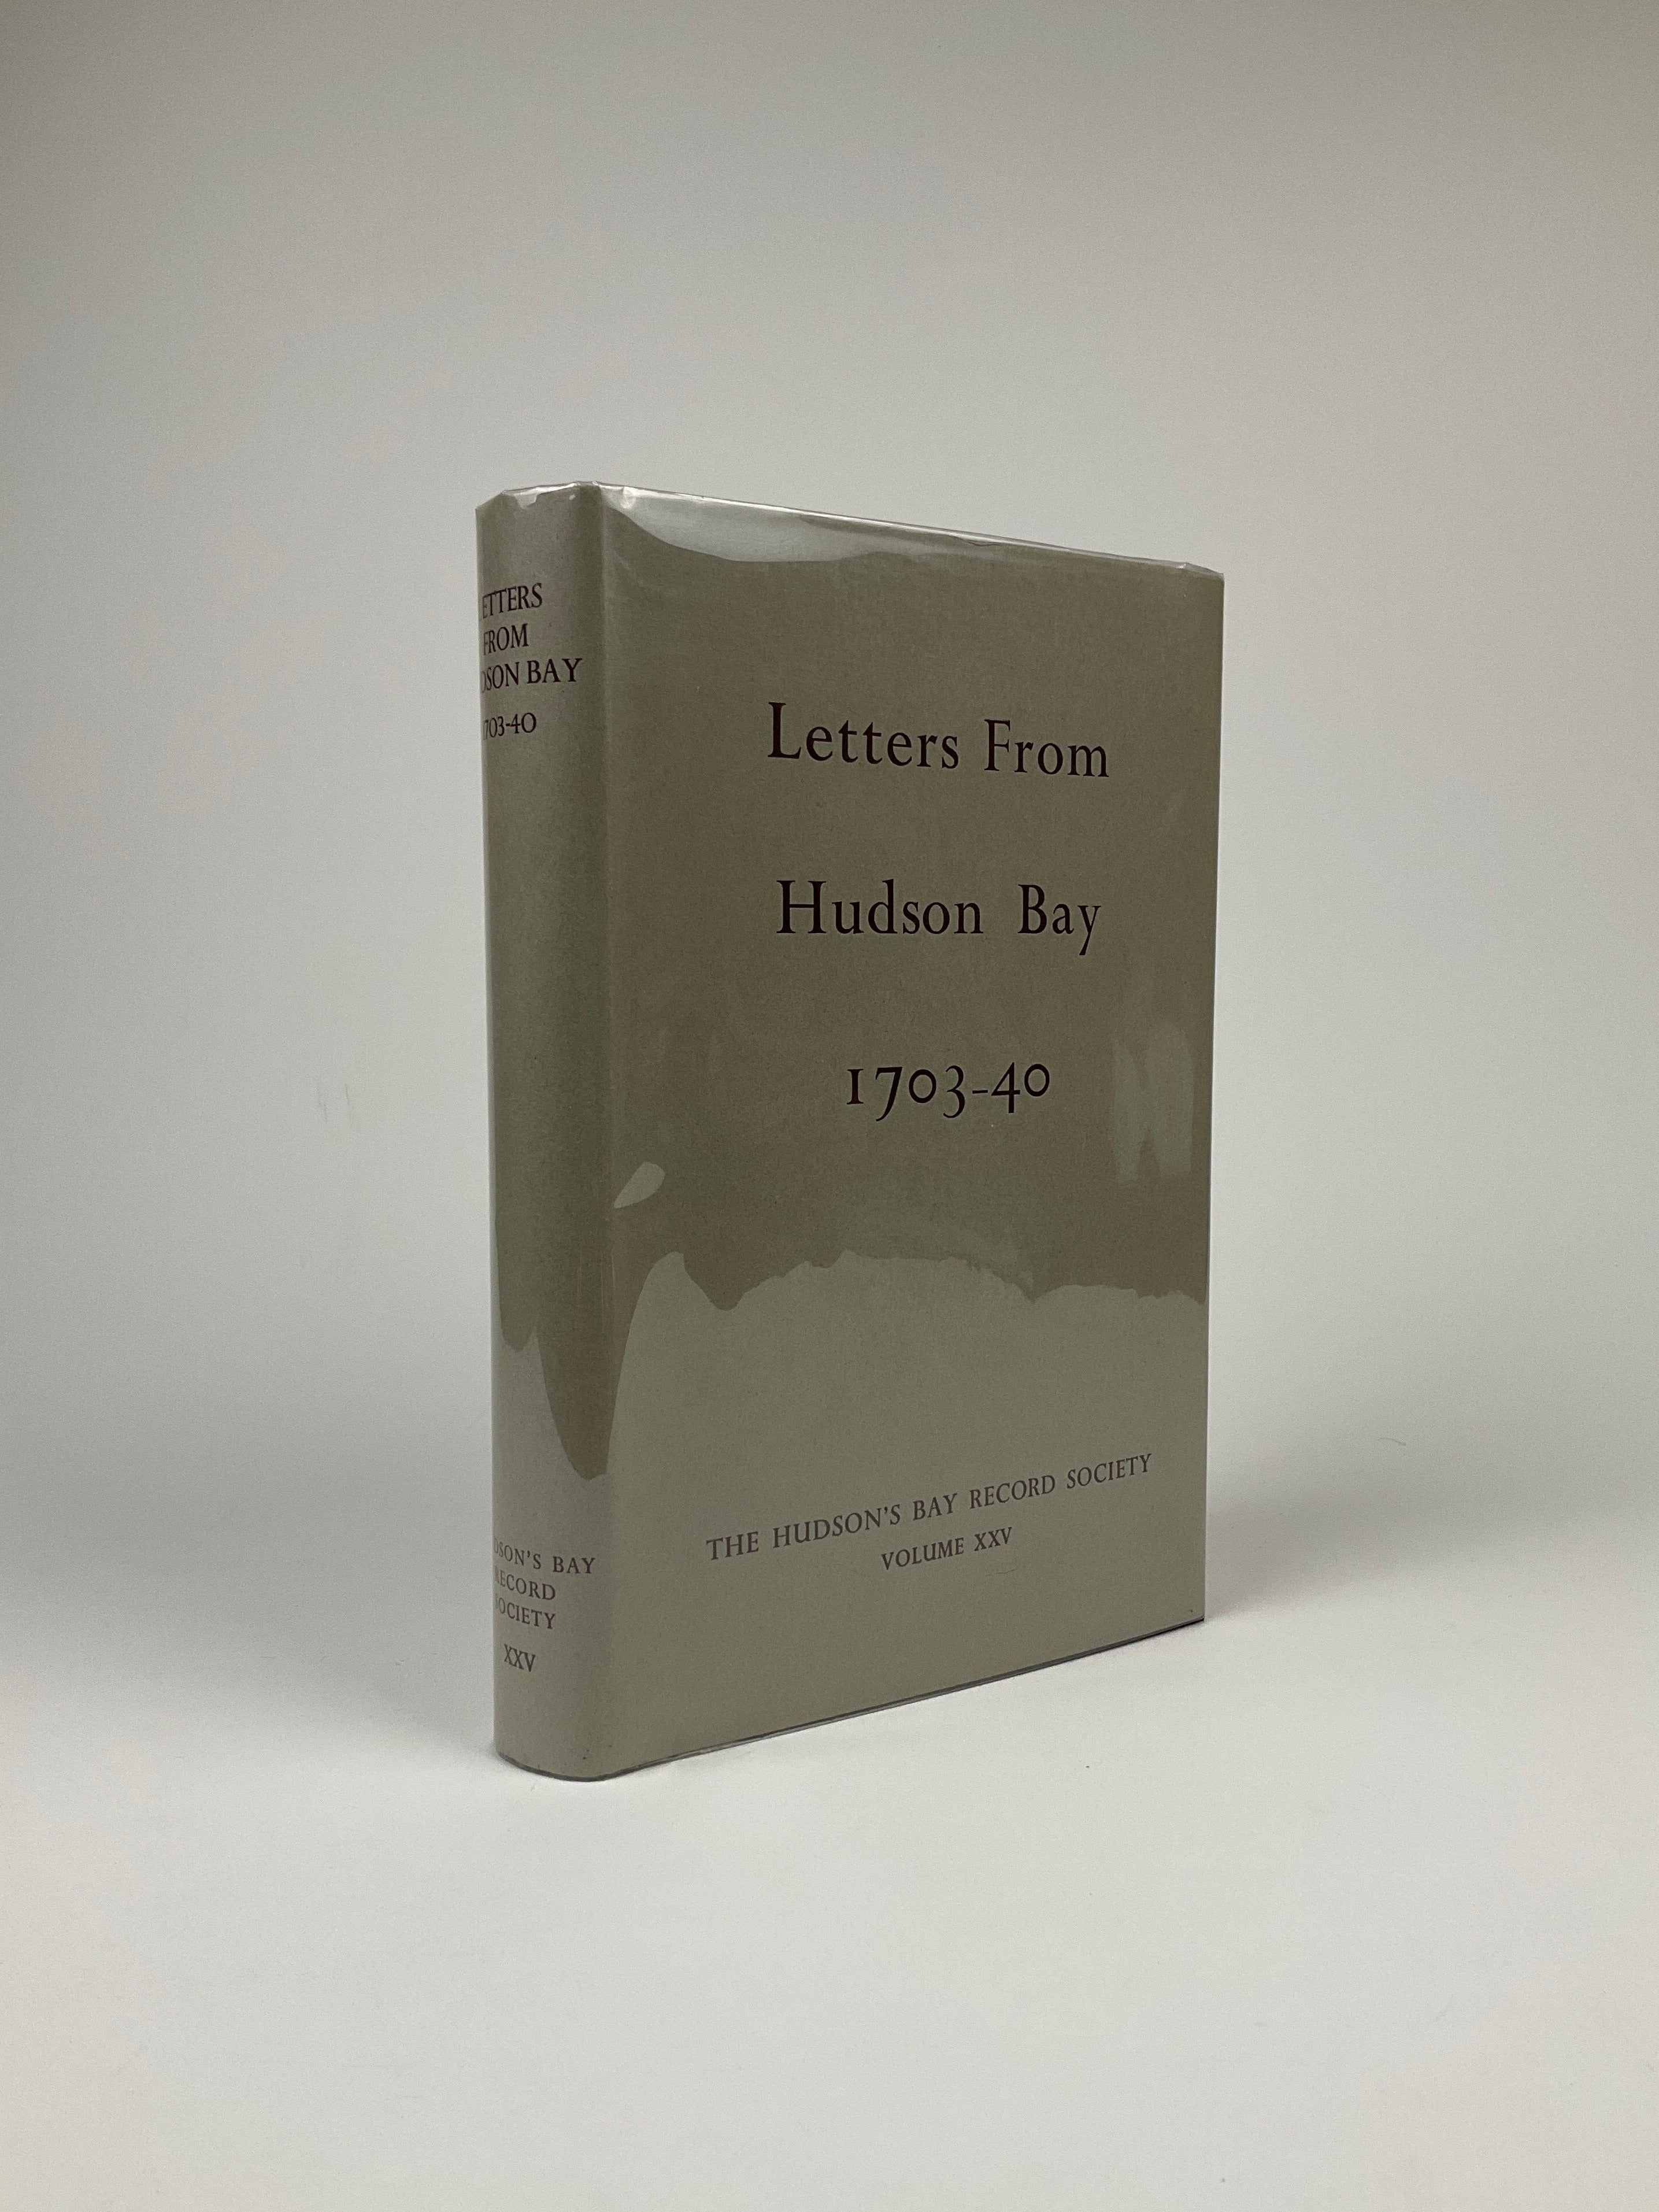 ETTERS
FROM
DSON BAY
1703-40
DSON'S BAY
RECORD
SOCIETY
XXV
Letters From
Hudson Bay
1703-40
THE HUDSON'S BAY RECORD SOCIETY
VOLUME XXV